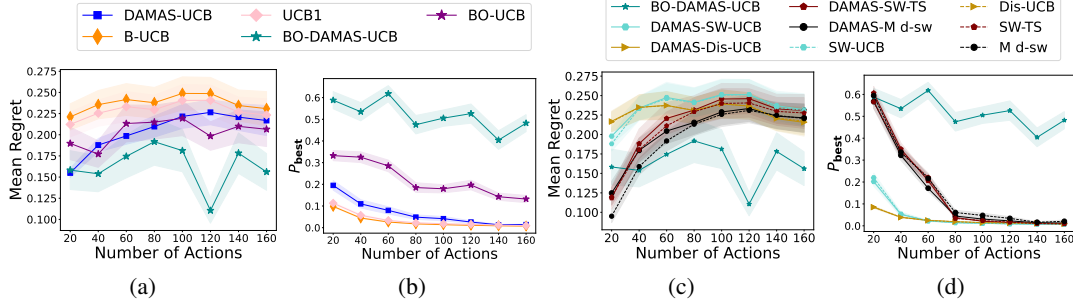 DAMAS-UCB UCB1 BO-UCB
B-UCB BO-DAMAS-UCB
BO-DAMAS-UCB DAMAS-SW-TS Dis-UCB
DAMAS-SW-UCB DAMAS-M d-sw SW-TS
DAMAS-Dis-UCB SW-UCB M d-sw
Mean Regret
0.275
0.250
0.225
0.200
0.175
0.150
0.125
0.100
20 40 60 80 100 120 140 160
Number of Actions
(a)
P_best
0.6
0.5
0.4
0.3
0.2
0.1
0.0
20 40 60 80 100 120 140 160
Number of Actions
(b)
Mean Regret
0.275
0.250
0.225
0.200
0.175
0.150
0.125
0.100
20 40 60 80 100 120 140 160
Number of Actions
(c)
P_best
0.6
0.5
0.4
0.3
0.2
0.1
0.0
20 40 60 80 100 120 140 160
Number of Actions
(d)